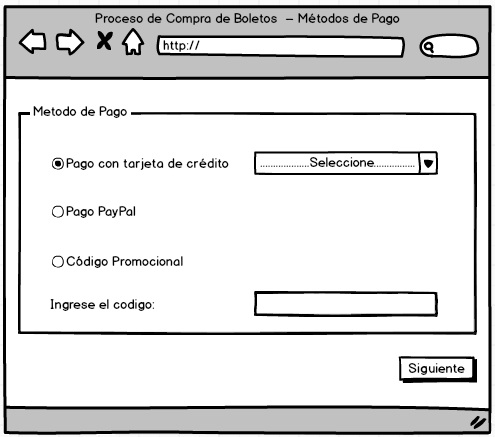 Proceso de Compra de Boletos – Métodos de Pago
http://
Metodo de Pago
Pago con tarjeta de crédito
...................Seleccione...............
Pago PayPal
Código Promocional
Ingrese el codigo:
Siguiente